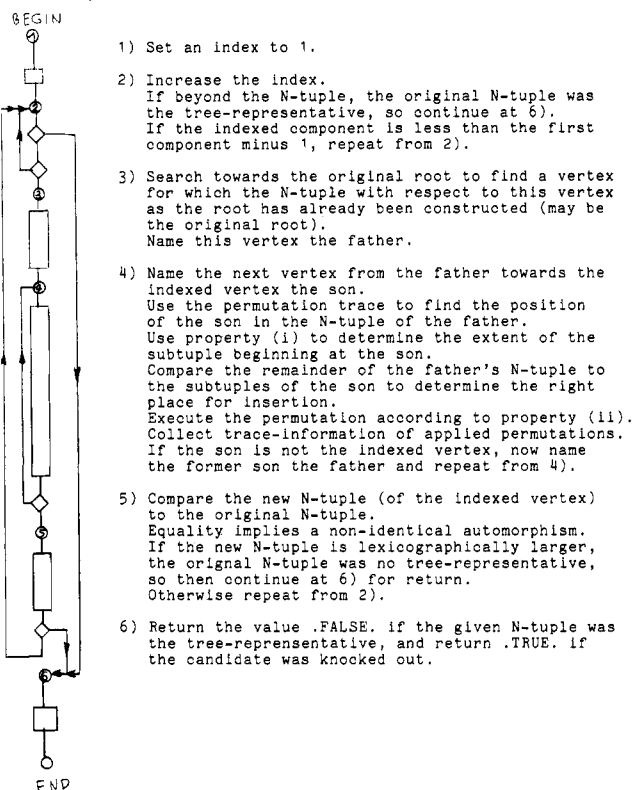 BEGIN
1
1) Set an index to 1.
2
2) Increase the index.
If beyond the N-tuple, the original N-tuple was
the tree-representative, so continue at 6).
If the indexed component is less than the first
component minus 1, repeat from 2).
3
3) Search towards the original root to find a vertex
for which the N-tuple with respect to this vertex
as the root has already been constructed (may be
the original root).
Name this vertex the father.
4
4) Name the next vertex from the father towards the
indexed vertex the son.
Use the permutation trace to find the position
of the son in the N-tuple of the father.
Use property (i) to determine the extent of the
subtuple beginning at the son.
Compare the remainder of the father's N-tuple to
the subtuples of the son to determine the right
place for insertion.
Execute the permutation according to property (ii).
Collect trace-information of applied permutations.
If the son is not the indexed vertex, now name
the former son the father and repeat from 4).
5
5) Compare the new N-tuple (of the indexed vertex)
to the original N-tuple.
Equality implies a non-identical automorphism.
If the new N-tuple is lexicographically larger,
the orignal N-tuple was no tree-representative,
so then continue at 6) for return.
Otherwise repeat from 2).
6
6) Return the value .FALSE. if the given N-tuple was
the tree-reprensentative, and return .TRUE. if
the candidate was knocked out.
END